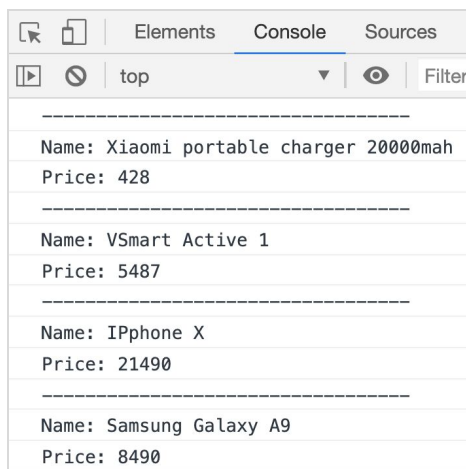 Elements Console Sources
top Filter
----------------------------------
Name: Xiaomi portable charger 20000mah
Price: 428
----------------------------------
Name: VSmart Active 1
Price: 5487
----------------------------------
Name: IPphone X
Price: 21490
----------------------------------
Name: Samsung Galaxy A9
Price: 8490